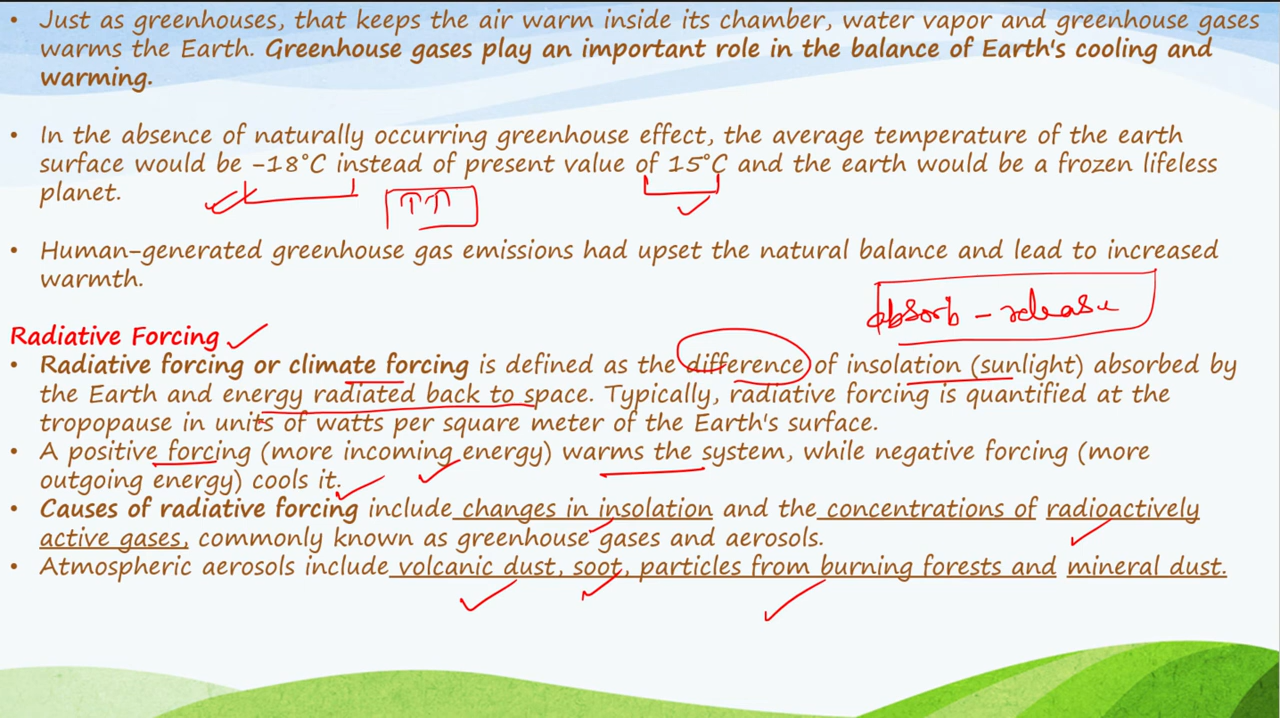 • Just as greenhouses, that keeps the air warm inside its chamber, water vapor and greenhouse gases
warms the Earth. Greenhouse gases play an important role in the balance of Earth's cooling and
warming.
• In the absence of naturally occurring greenhouse effect, the average temperature of the earth
surface would be -18°C instead of present value of 15°C and the earth would be a frozen lifeless
planet.
↑↑
• Human-generated greenhouse gas emissions had upset the natural balance and lead to increased
warmth.
absorb - release
Radiative Forcing
• Radiative forcing or climate forcing is defined as the difference of insolation (sunlight) absorbed by
the Earth and energy radiated back to space. Typically, radiative forcing is quantified at the
tropopause in units of watts per square meter of the Earth's surface.
• A positive forcing (more incoming energy) warms the system, while negative forcing (more
outgoing energy) cools it.
• Causes of radiative forcing include changes in insolation and the concentrations of radioactively
active gases, commonly known as greenhouse gases and aerosols.
• Atmospheric aerosols include volcanic dust, soot, particles from burning forests and mineral dust.